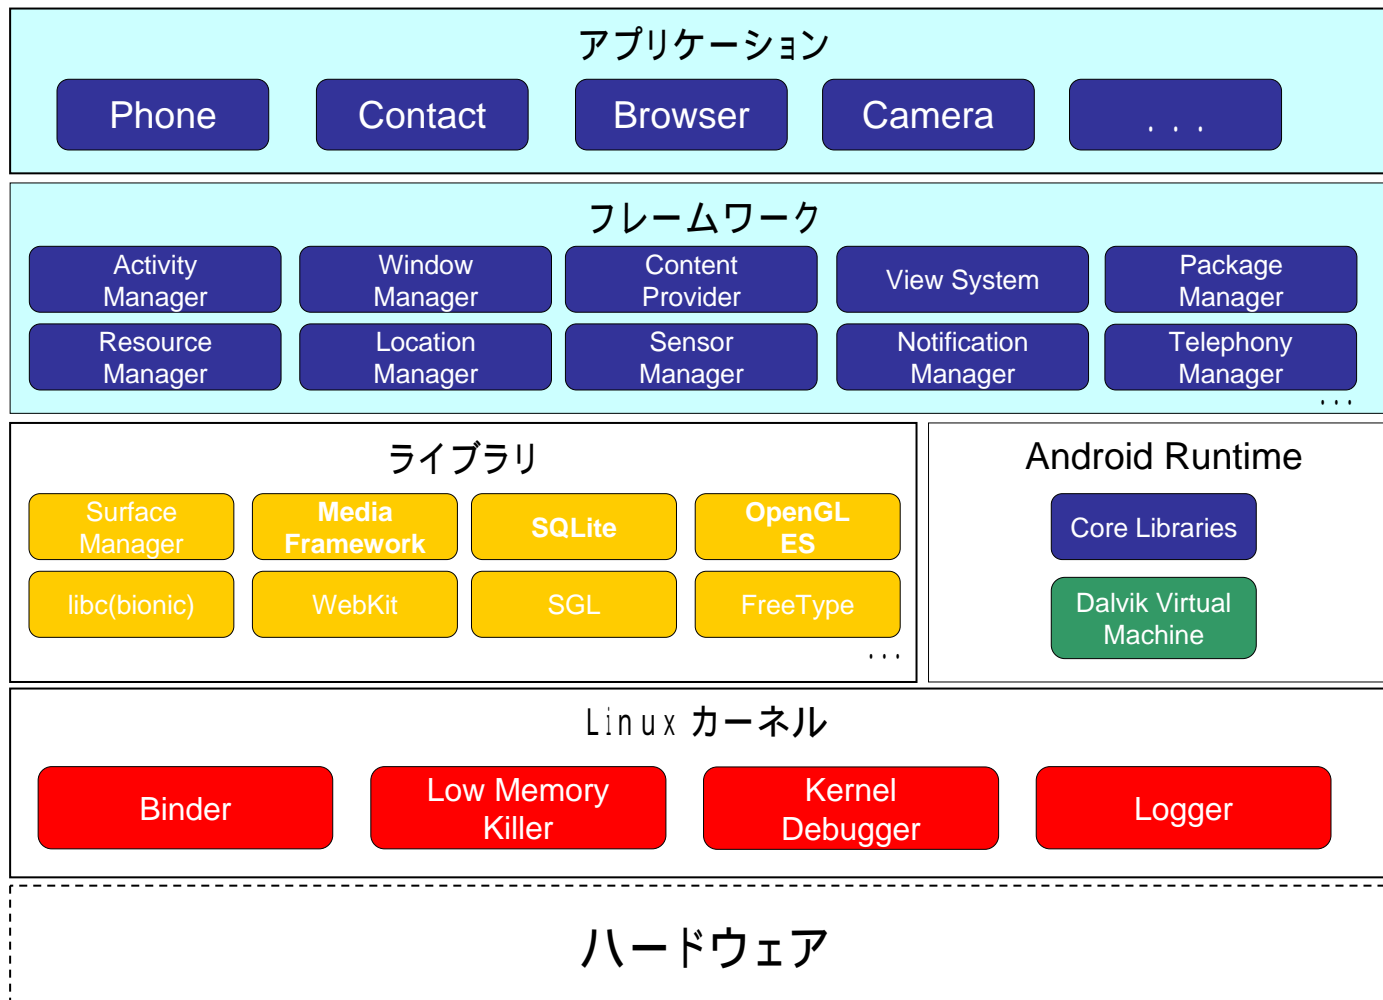 アプリケーション
Phone
Contact
Browser
Camera
...
フレームワーク
Activity
Manager
Window
Manager
Content
Provider
View System
Package
Manager
Resource
Manager
Location
Manager
Sensor
Manager
Notification
Manager
Telephony
Manager
...
ライブラリ
Surface
Manager
Media
Framework
SQLite
OpenGL
ES
libc(bionic)
WebKit
SGL
FreeType
...
Android Runtime
Core Libraries
Dalvik Virtual
Machine
Linux カーネル
Binder
Low Memory
Killer
Kernel
Debugger
Logger
ハードウェア